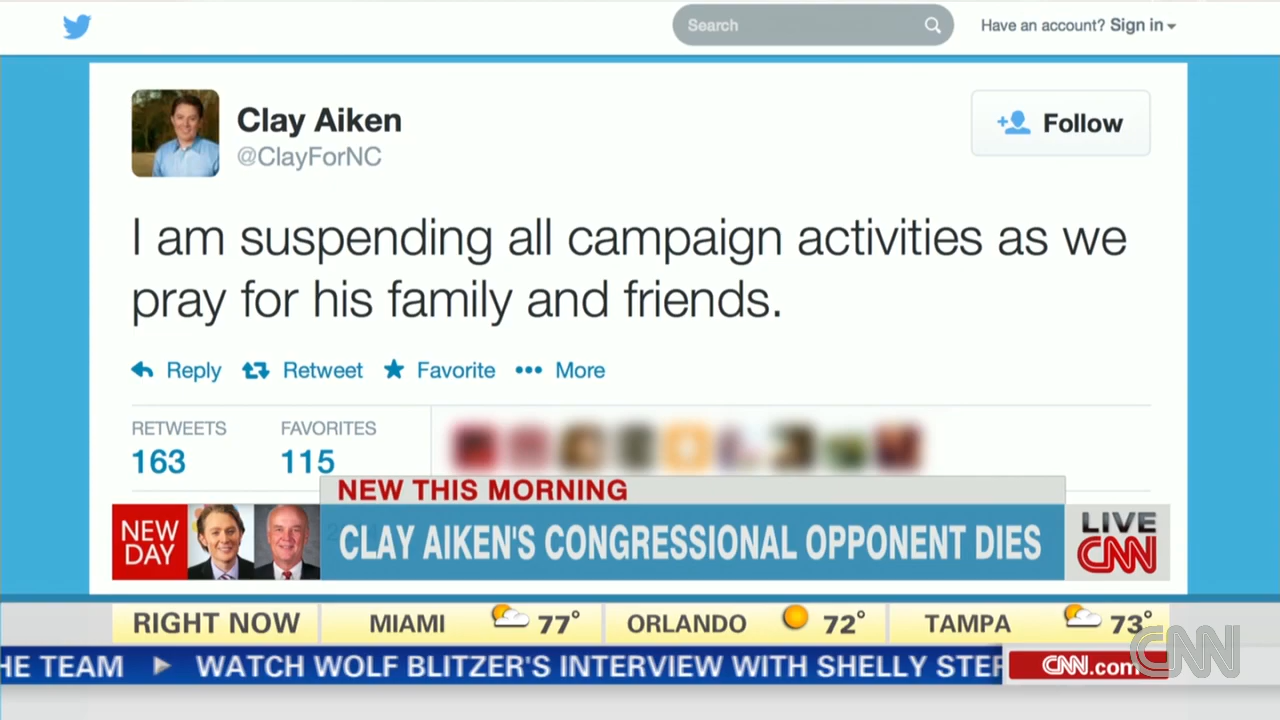 Search
Have an account? Sign in
Clay Aiken
@ClayForNC
Follow
I am suspending all campaign activities as we
pray for his family and friends.
Reply Retweet Favorite More
RETWEETS FAVORITES
163 115
NEW THIS MORNING
NEW
DAY
CLAY AIKEN'S CONGRESSIONAL OPPONENT DIES
LIVE
CNN
RIGHT NOW MIAMI 77° ORLANDO 72° TAMPA 73°
HE TEAM WATCH WOLF BLITZER'S INTERVIEW WITH SHELLY STER
CNN.com
CNN